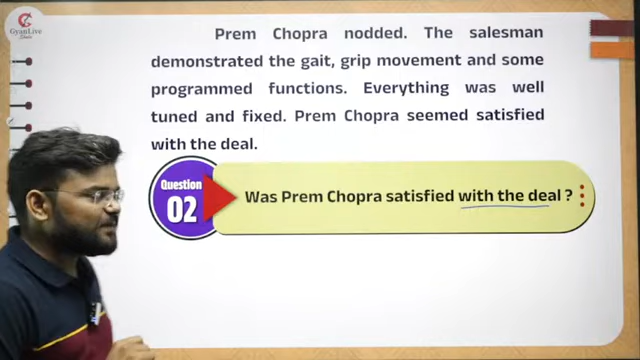 GyanLive
Prem Chopra nodded. The salesman
demonstrated the gait, grip movement and some
programmed functions. Everything was well
tuned and fixed. Prem Chopra seemed satisfied
with the deal.
Question
02
Was Prem Chopra satisfied with the deal ?